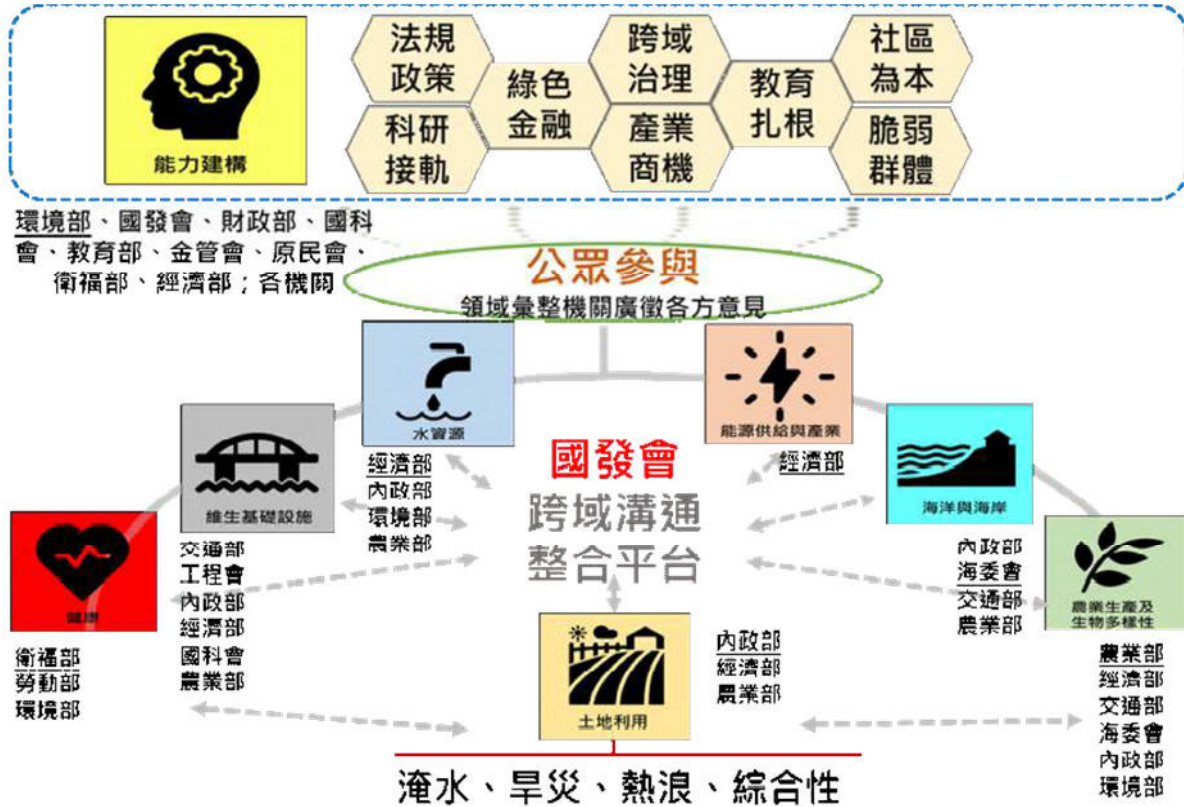 能力建構
法規
政策
科研
接軌
綠色
金融
跨域
治理
產業
商機
教育
扎根
社區
為本
脆弱
群體
環境部、國發會、財政部、國科
會、教育部、金管會、原民會、
衛福部、經濟部；各機關
公眾參與
領域彙整機關廣徵各方意見
水資源
經濟部
內政部
環境部
農業部
能源供給與產業
經濟部
維生基礎設施
交通部
工程會
內政部
經濟部
國科會
農業部
海洋與海岸
內政部
海委會
交通部
農業部
國發會
跨域溝通
整合平台
健康
衛福部
勞動部
環境部
農業生產及
生物多樣性
農業部
經濟部
交通部
海委會
內政部
環境部
土地利用
內政部
經濟部
農業部
淹水、旱災、熱浪、綜合性